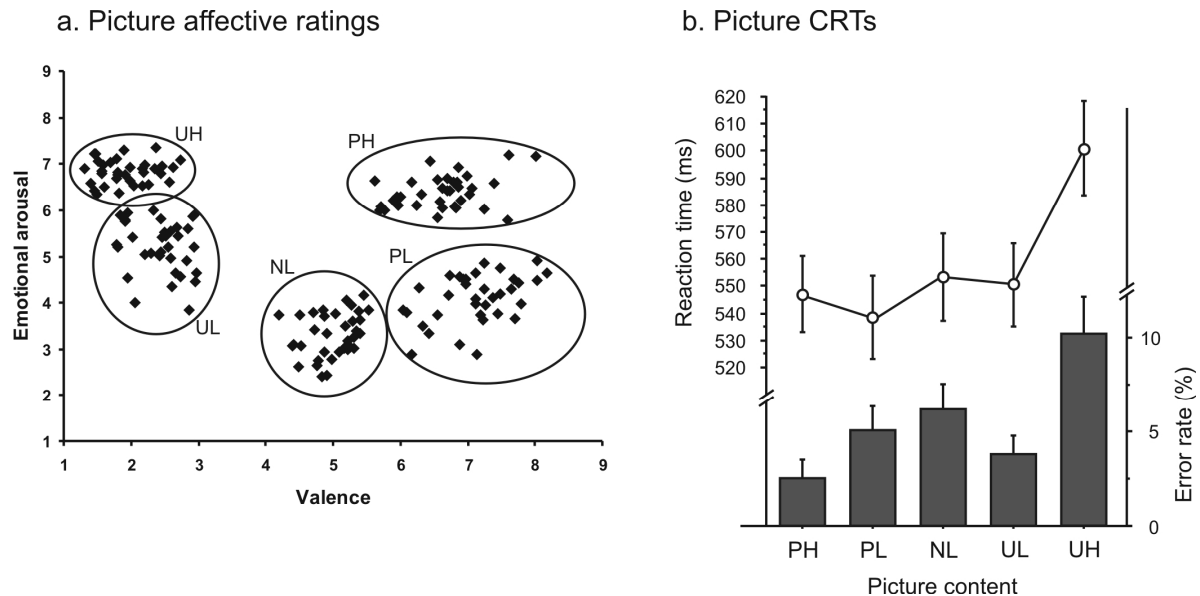 a. Picture affective ratings
Emotional arousal
9
8
7
6
5
4
3
2
1
UH
UL
NL
PH
PL
1 2 3 4 5 6 7 8 9
Valence
b. Picture CRTs
Reaction time (ms)
620
610
600
590
580
570
560
550
540
530
520
10
5
0
Error rate (%)
PH PL NL UL UH
Picture content